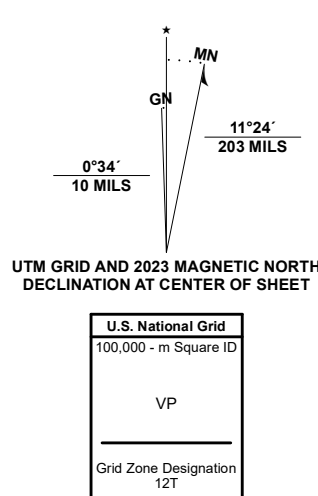 ★
MN
GN
11°24´
203 MILS
0°34´
10 MILS
UTM GRID AND 2023 MAGNETIC NORTH
DECLINATION AT CENTER OF SHEET
U.S. National Grid
100,000 - m Square ID
VP
Grid Zone Designation
12T